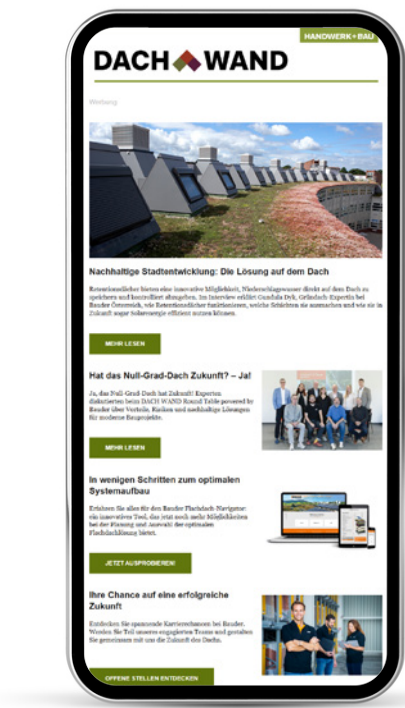 HANDWERK + BAU
DACH WAND
Werbung
Nachhaltige Stadtentwicklung: Die Lösung auf dem Dach
Retentionsdächer bieten eine innovative Möglichkeit, Niederschlagswasser direkt auf dem Dach zu
speichern und kontrolliert abzugeben. Im Interview erklärt Gundula Dyk, Gründach-Expertin bei
Bauder Österreich, wie Retentionsdächer funktionieren, welche Schichten sie ausmachen und wie sie in
Zukunft sogar Solarenergie effizient nutzen können.
MEHR LESEN
Hat das Null-Grad-Dach Zukunft? – Ja!
Ja, das Null-Grad-Dach hat Zukunft! Experten
diskutierten beim DACH WAND Round Table powered by
Bauder über Vorteile, Risiken und nachhaltige Lösungen
für moderne Bauprojekte.
MEHR LESEN
In wenigen Schritten zum optimalen
Systemaufbau
Erfahren Sie alles über den Bauder Flachdach-Navigator:
ein innovatives Tool, das jetzt noch mehr Möglichkeiten
bei der Planung und Auswahl der optimalen
Flachdachlösung bietet.
JETZT AUSPROBIEREN!
Ihre Chance auf eine erfolgreiche
Zukunft
Entdecken Sie spannende Karrierechancen bei Bauder.
Werden Sie Teil unseres engagierten Teams und gestalten
Sie gemeinsam mit uns die Zukunft des Dachs.
OFFENE STELLEN ENTDECKEN